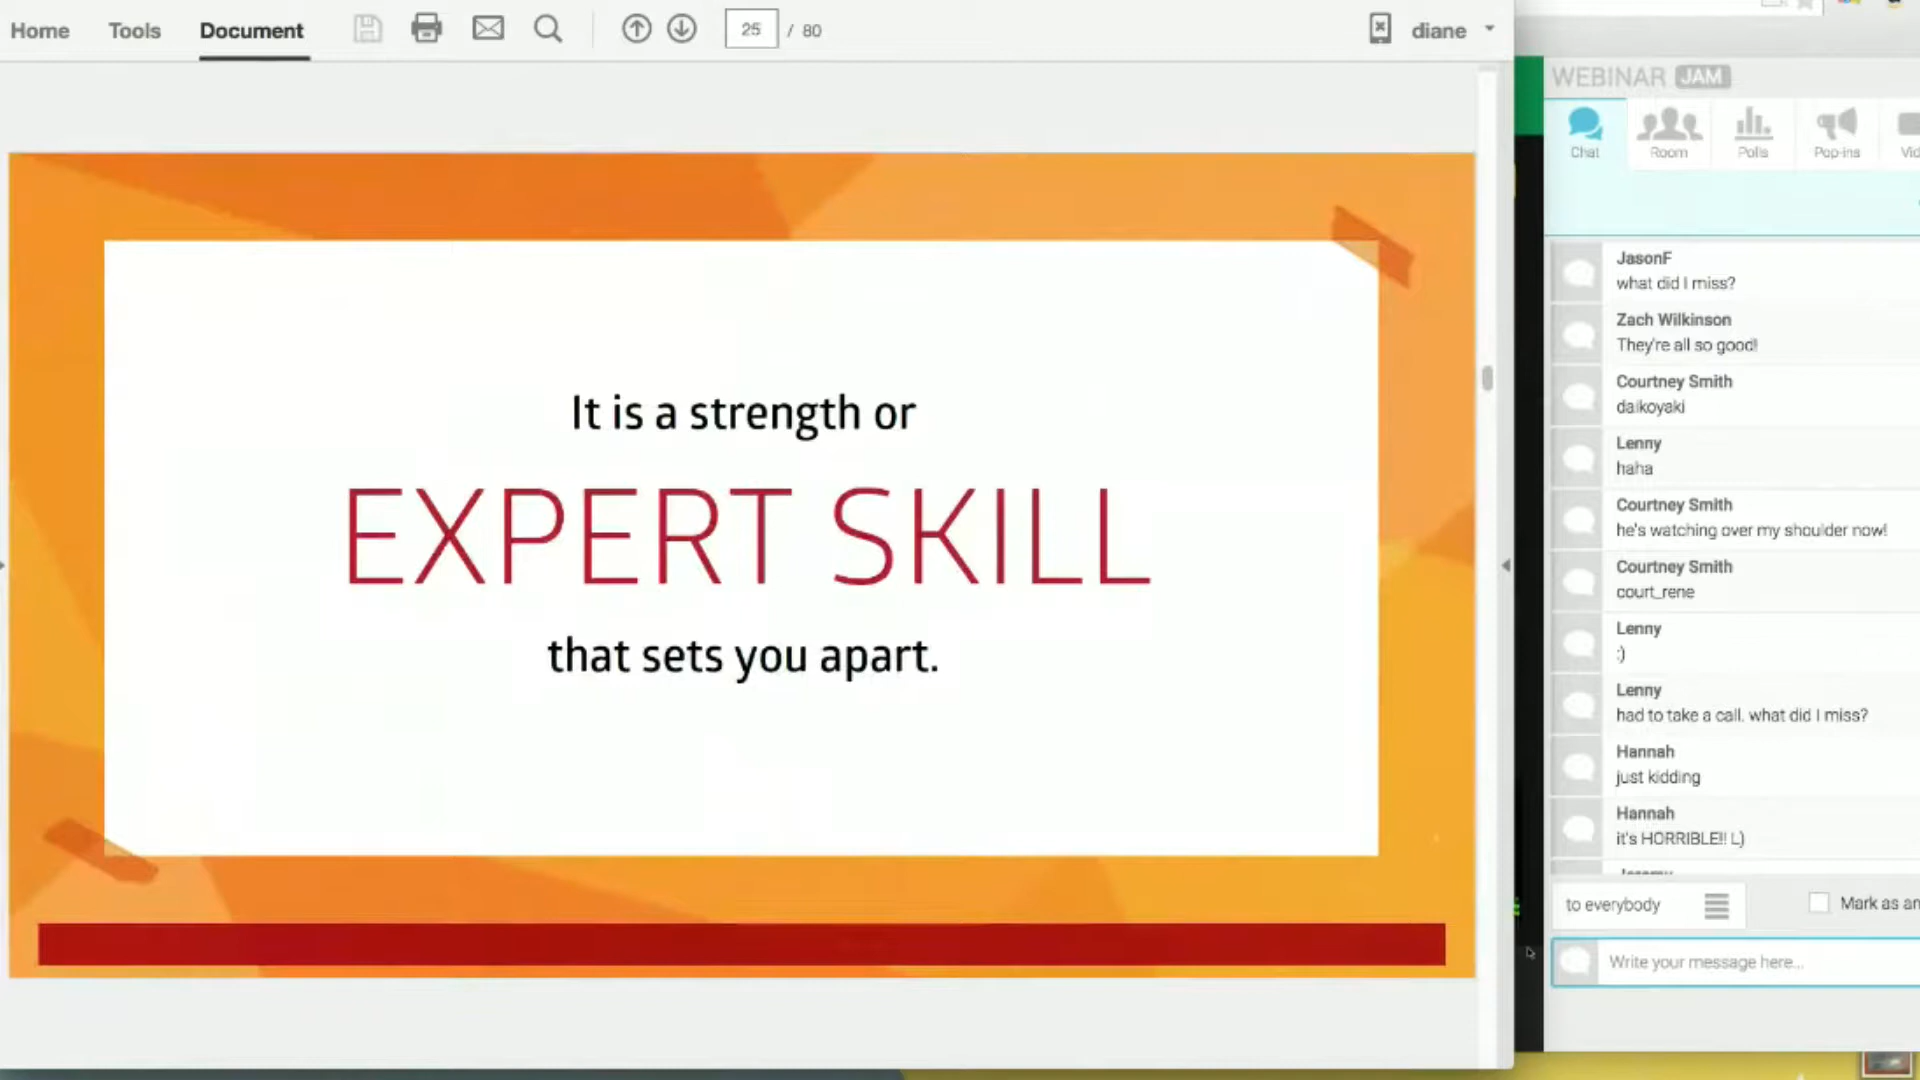 Home Tools Document 25 / 80 diane
It is a strength or
EXPERT SKILL
that sets you apart.
WEBINAR JAM
Chat Room Polls Pop-ins
JasonF
what did I miss?
Zach Wilkinson
They're all so good!
Courtney Smith
daikoyaki
Lenny
haha
Courtney Smith
he's watching over my shoulder now!
Courtney Smith
court_rene
Lenny
:)
Lenny
had to take a call. what did I miss?
Hannah
just kidding
Hannah
it's HORRIBLE!! L)
to everybody Mark as
Write your message here...